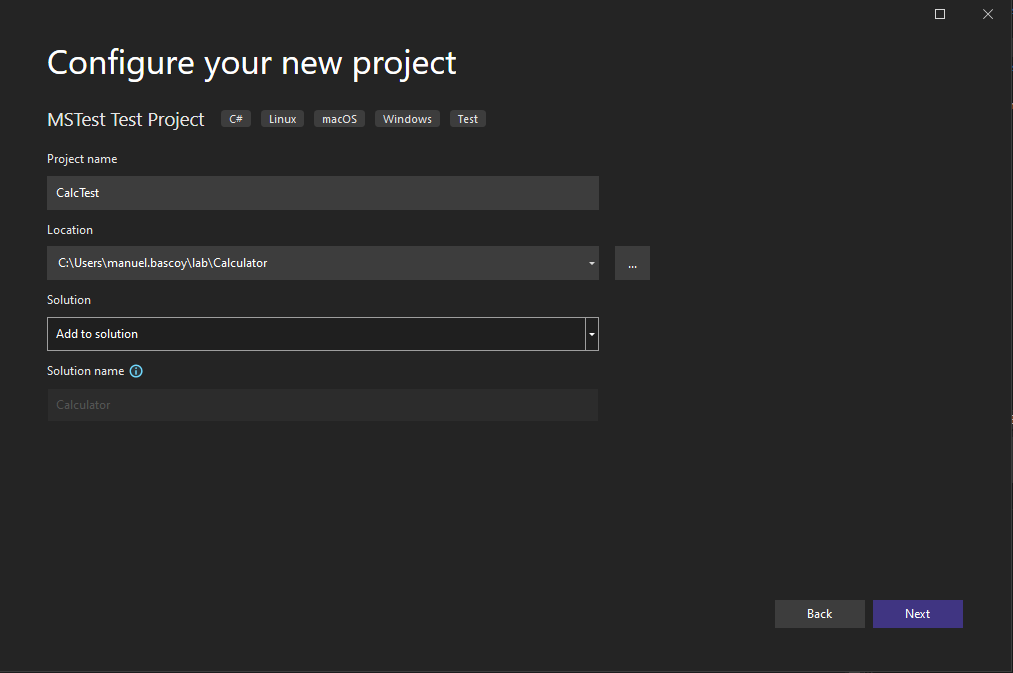 Configure your new project
MSTest Test Project C# Linux macOS Windows Test
Project name
CalcTest
Location
C:\Users\manuel.bascoy\lab\Calculator
...
Solution
Add to solution
Solution name
Calculator
Back Next